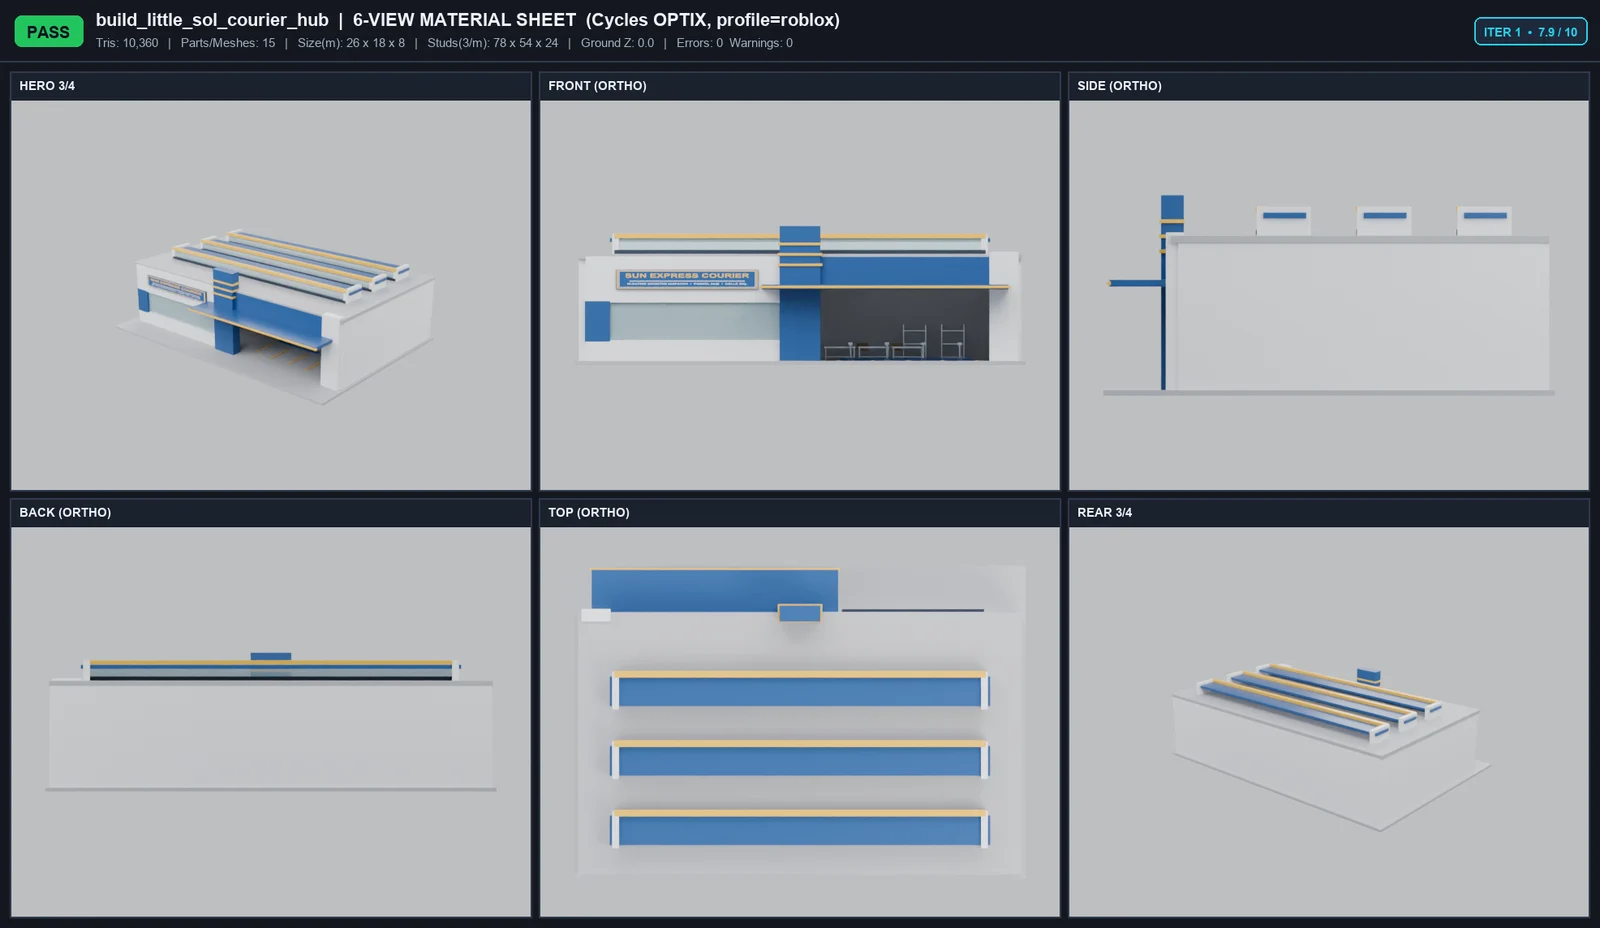 PASS
build_little_sol_courier_hub | 6-VIEW MATERIAL SHEET (Cycles OPTIX, profile=roblox)
Tris: 10,360 | Parts/Meshes: 15 | Size(m): 26 x 18 x 8 | Studs(3/m): 78 x 54 x 24 | Ground Z: 0.0 | Errors: 0 Warnings: 0
ITER 1 • 7.9 / 10
HERO 3/4
FRONT (ORTHO)
SIDE (ORTHO)
SUN EXPRESS COURIER
BACK (ORTHO)
TOP (ORTHO)
REAR 3/4